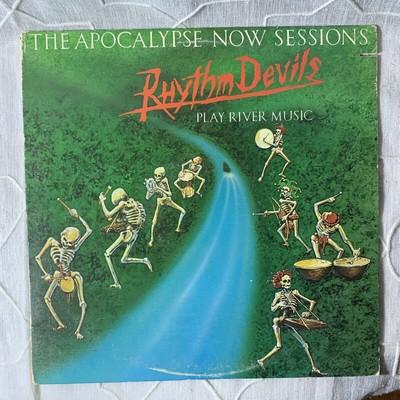 THE APOCALYPSE NOW SESSIONS
Rhythm Devils
PLAY RIVER MUSIC